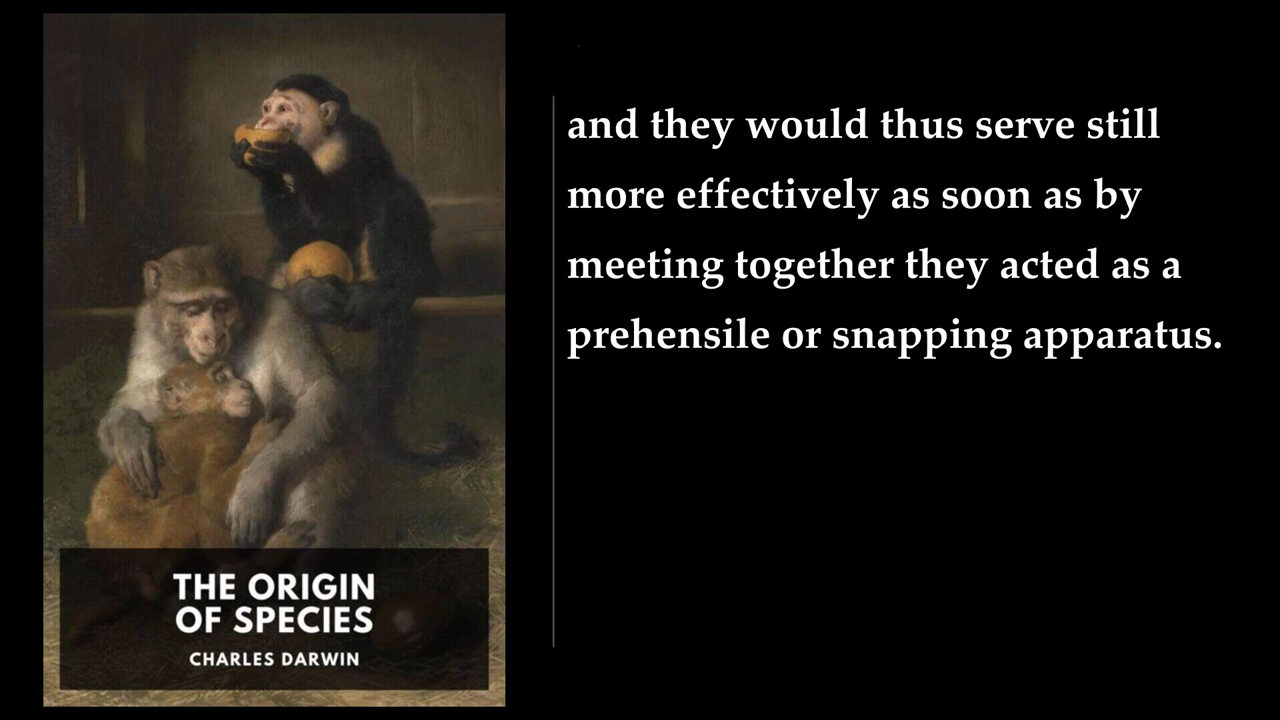 and they would thus serve still
more effectively as soon as by
meeting together they acted as a
prehensile or snapping apparatus.
THE ORIGIN
OF SPECIES
CHARLES DARWIN